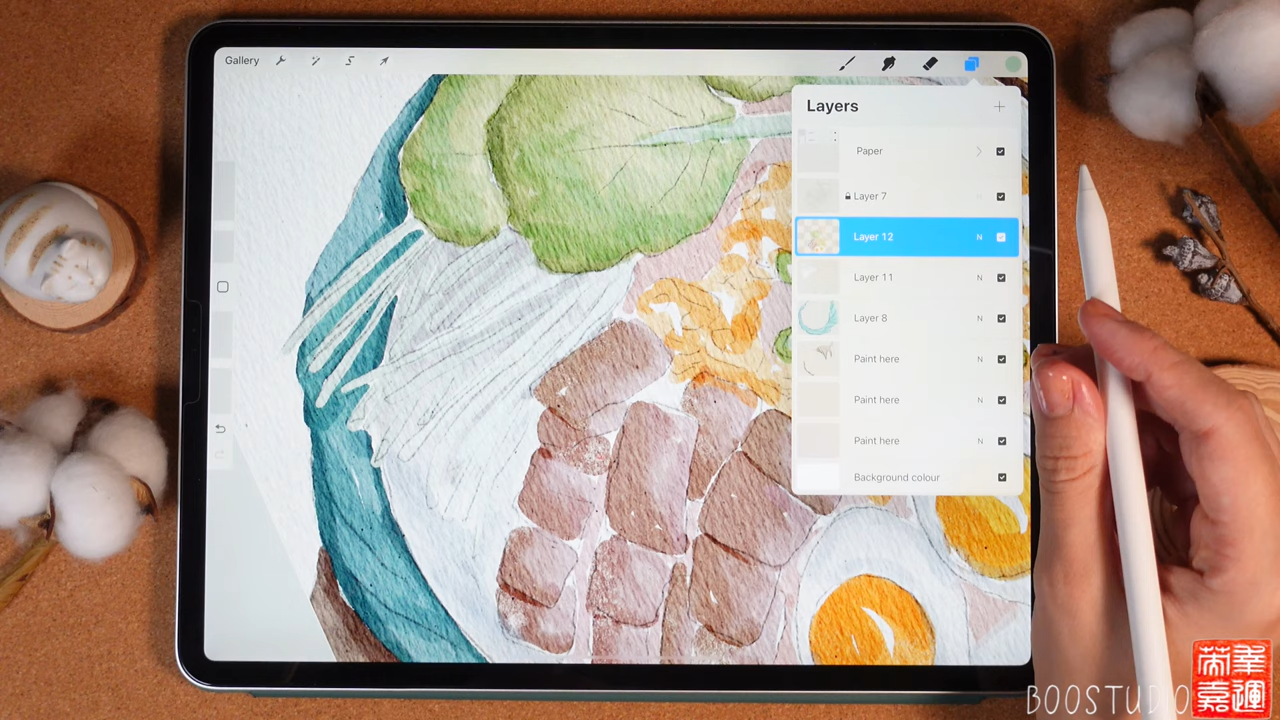 Gallery
Layers
Paper
Layer 7
Layer 12 N
Layer 11 N
Layer 8 N
Paint here N
Paint here N
Paint here N
Background colour
BOOSTUDIO